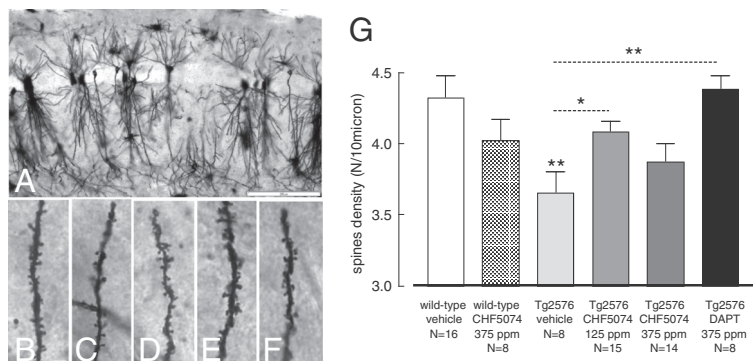 A
B C D E F
G
spines density (N/10micron)
4.5
4.0
3.5
3.0
**
*
**
wild-type vehicle N=16
wild-type CHF5074 375 ppm N=8
Tg2576 vehicle N=8
Tg2576 CHF5074 125 ppm N=15
Tg2576 CHF5074 375 ppm N=14
Tg2576 DAPT 375 ppm N=8